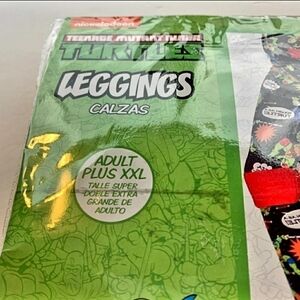 nickelodeon
TEENAGE MUTANT NINJA
TURTLES
LEGGINGS
CALZAS
ADULT
PLUS XXL
TALLE SUPER
DOBLE EXTRA
GRANDE DE
ADULTO